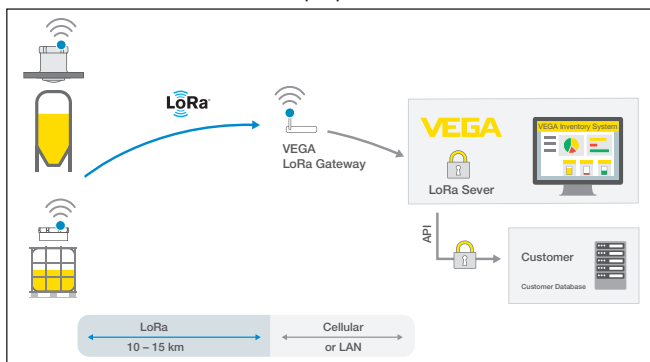 LoRa
VEGA
LoRa Gateway
VEGA
LoRa Sever
VEGA Inventory System
API
Customer
Customer Database
LoRa
10 – 15 km
Cellular
or LAN